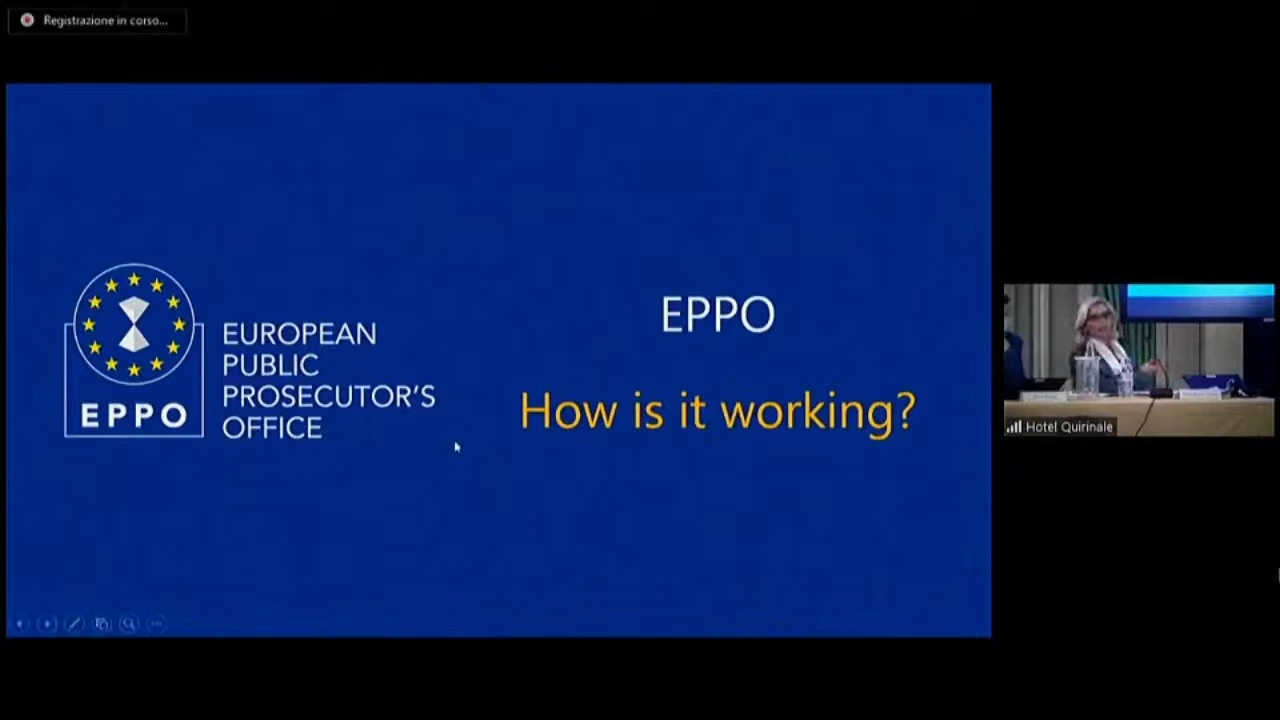 Registrazione in corso...
EPPO
EUROPEAN
PUBLIC
PROSECUTOR'S
OFFICE
EPPO
How is it working?
Hotel Quirinale